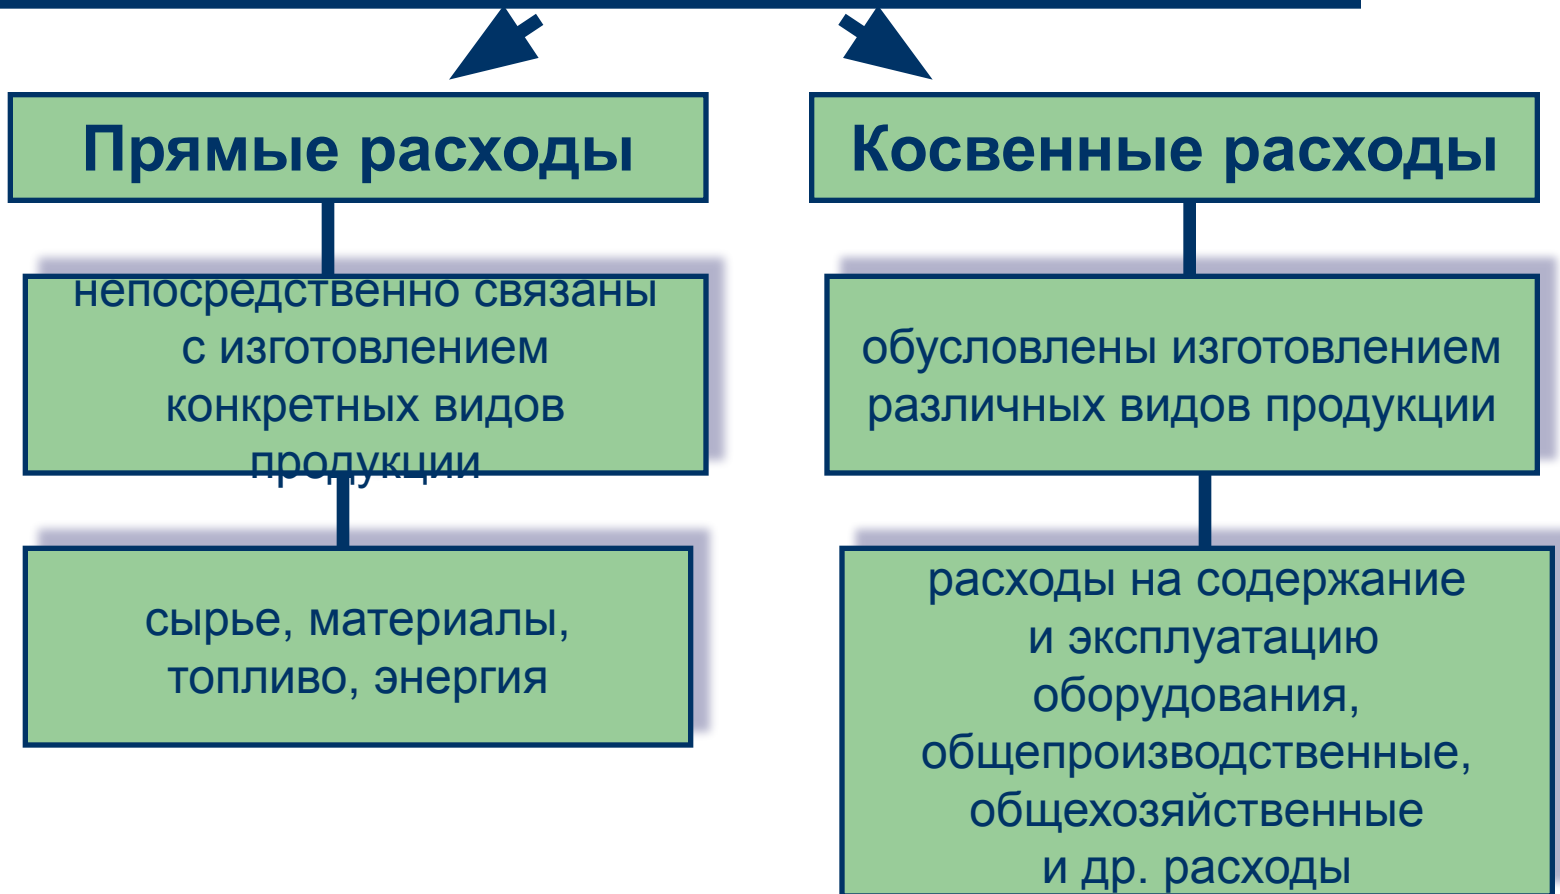 Прямые расходы
непосредственно связаны
с изготовлением
конкретных видов
продукции
сырье, материалы,
топливо, энергия
Косвенные расходы
обусловлены изготовлением
различных видов продукции
расходы на содержание
и эксплуатацию
оборудования,
общепроизводственные,
общехозяйственные
и др. расходы